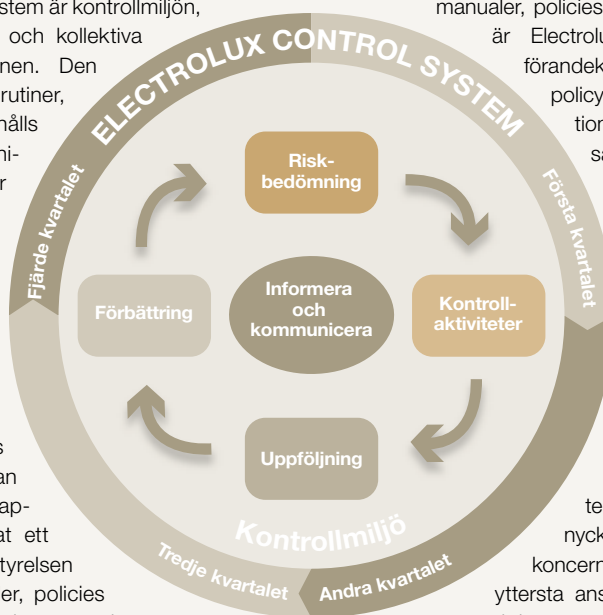 stem är kontrollmiljön,
och kollektiva
nen. Den
rutiner,
hålls
ni-
r
manualer, policies
är Electrolu
förandek
policy
tion
sa
ELECTROLUX CONTROL SYSTEM
Fjärde kvartalet
Första kvartalet
Risk-
bedömning
Förbättring
Informera
och
kommunicera
Kontroll-
aktiviteter
Uppföljning
Kontrollmiljö
Tredje kvartalet
Andra kvartalet
s
an
ap-
at ett
tyrelsen
er, policies
te
nyck
koncern
yttersta ans